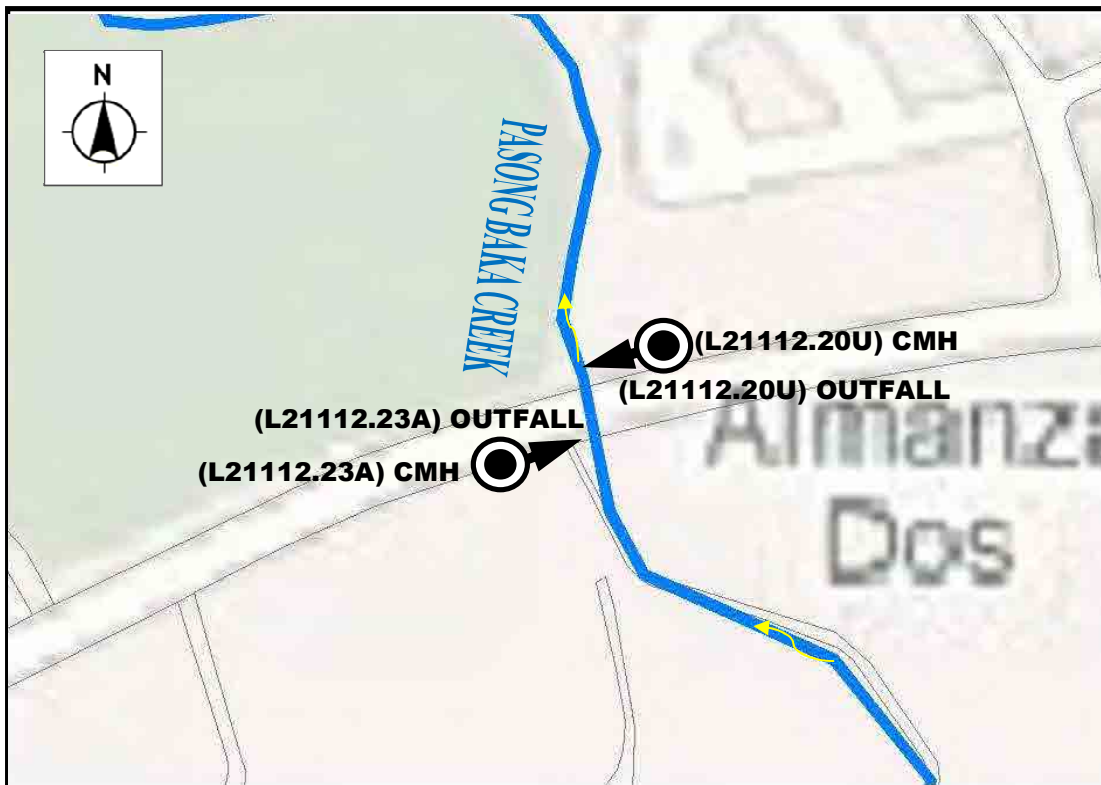 N
PASONG BAKA CREEK
(L21112.20U) CMH
(L21112.20U) OUTFALL
(L21112.23A) OUTFALL
(L21112.23A) CMH
Almanza
Dos